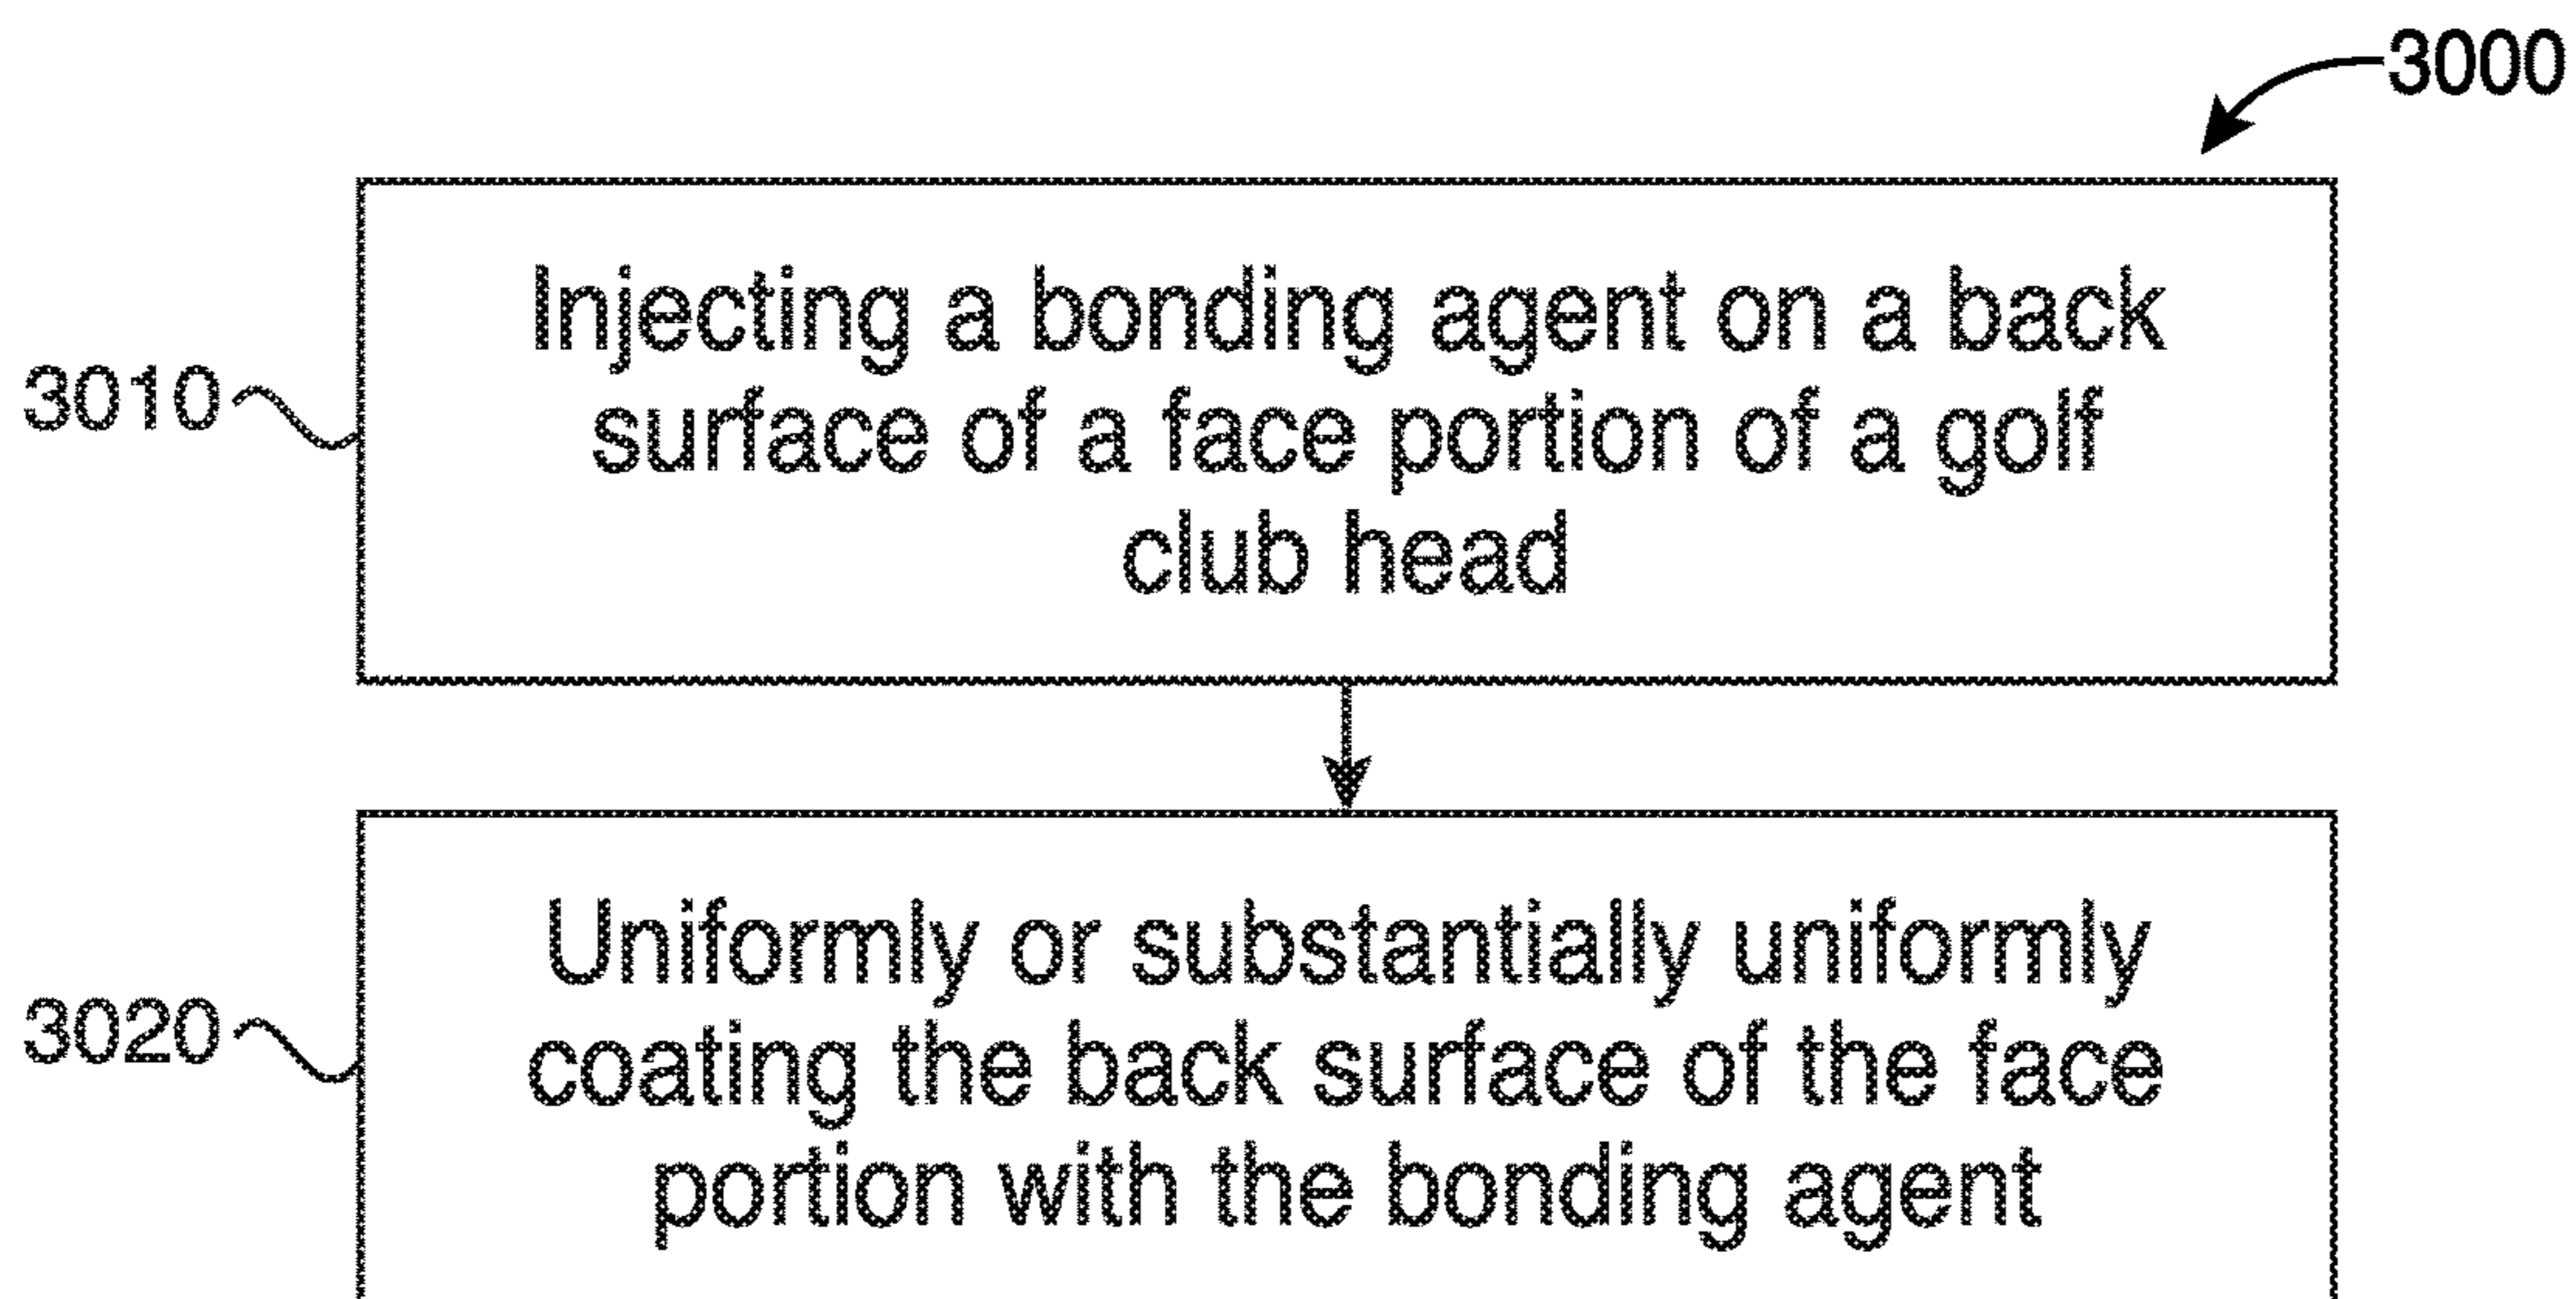 3000
Injecting a bonding agent on a back
3010
surface of a face portion of a golf
club head
Uniformly or substantially uniformly
3020
coating the back surface of the face
portion with the bonding agent